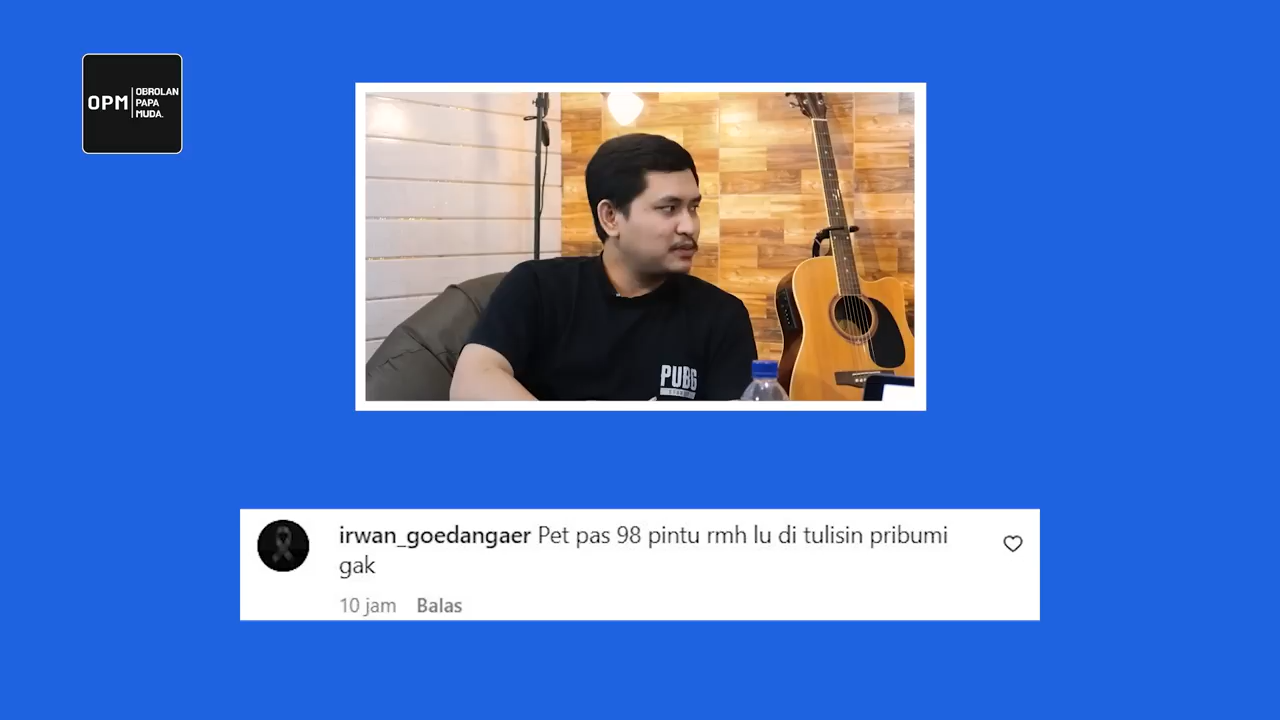 OPM
OBROLAN
PAPA
MUDA.
PUBG
irwan_goedangaer Pet pas 98 pintu rmh lu di tulisin pribumi
gak
10 jam Balas